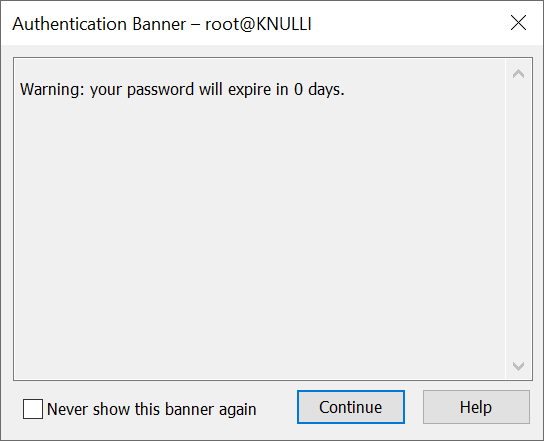 Authentication Banner – root@KNULLI
Warning: your password will expire in 0 days.
Never show this banner again
Continue
Help